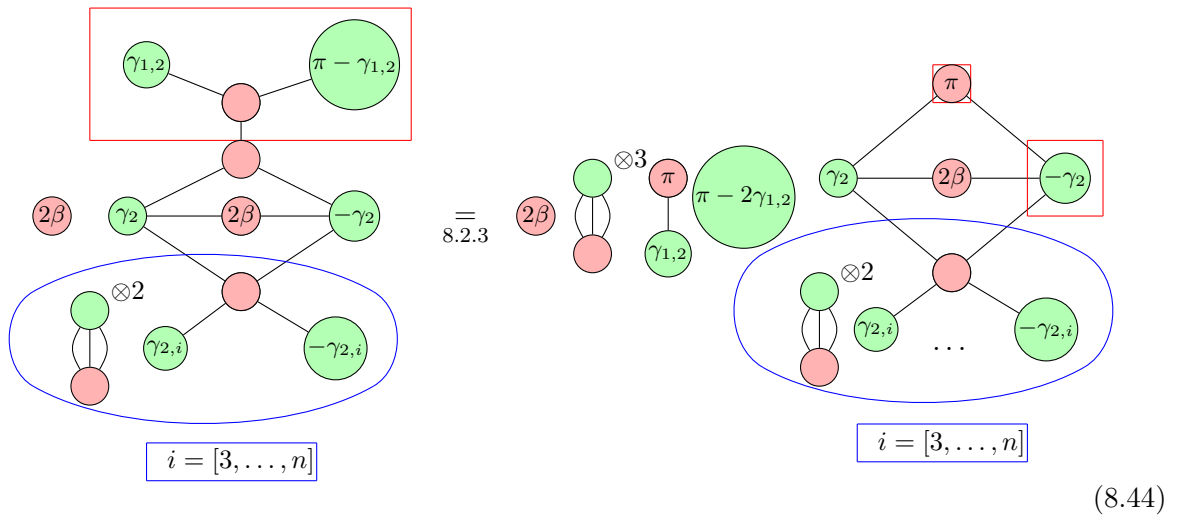 γ₁,₂ π − γ₁,₂
π
⊗3 π
2β γ₂ 2β −γ₂ = 2β γ₂ 2β −γ₂
8.2.3
π − 2γ₁,₂
γ₁,₂
⊗2 ⊗2
γ₂,ᵢ −γ₂,ᵢ γ₂,ᵢ ... −γ₂,ᵢ
i = [3, . . . , n] i = [3, . . . , n]
(8.44)